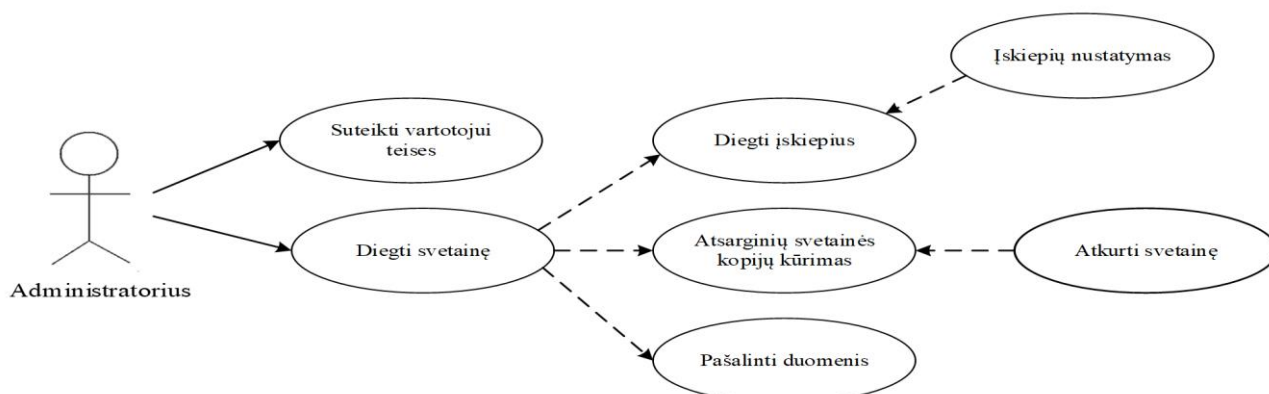 Įskiepių nustatymas
Suteikti vartotojui
teises
Diegti įskiepius
Diegti svetainę
Atsarginių svetainės
kopijų kūrimas
Atkurti svetainę
Administratorius
Pašalinti duomenis